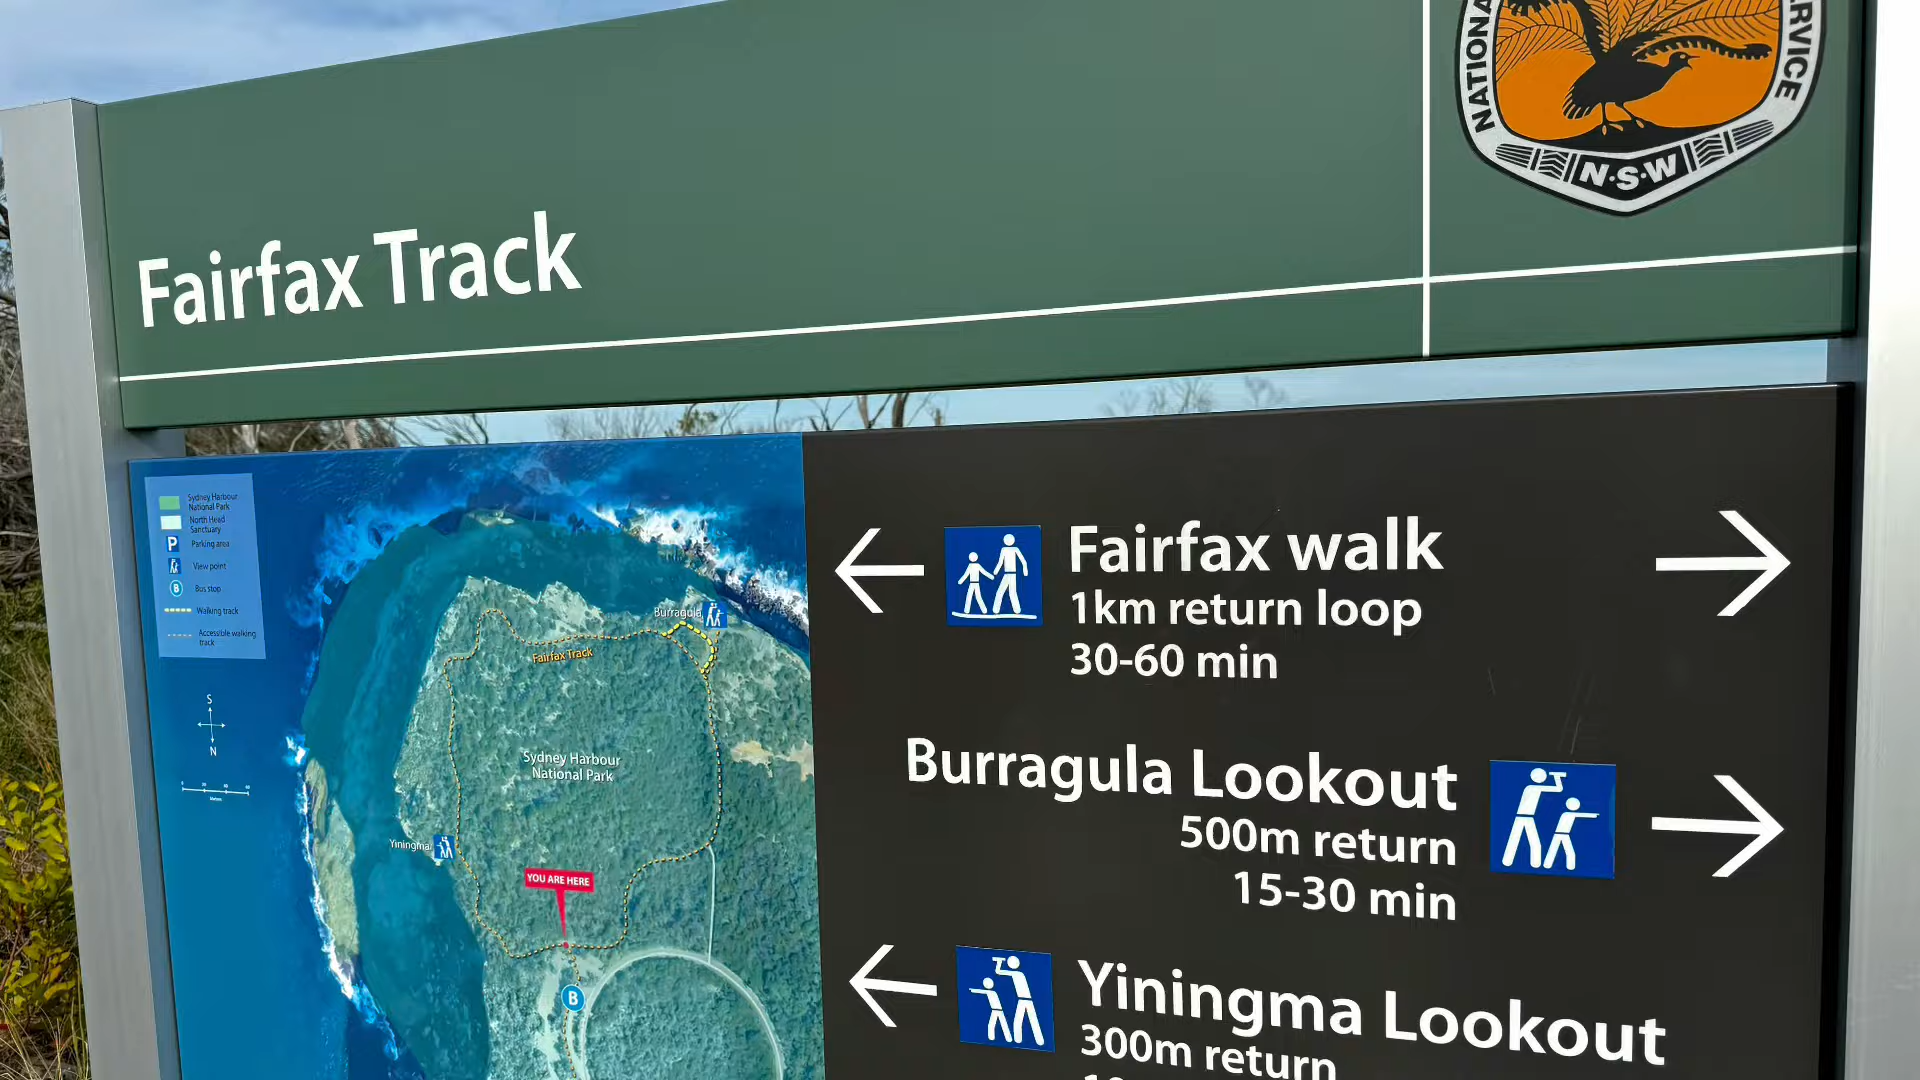 NATIONA
RVICE
N·S·W
Fairfax Track
Sydney Harbour
National Park
North Head
Sanctuary
P
Parking area
View point
B
Bus stop
Walking track
Accessible walking
track
S
N
Metres
Burragula
Fairfax Track
Sydney Harbour
National Park
Yiningma
YOU ARE HERE
B
Fairfax walk
1km return loop
30-60 min
Burragula Lookout
500m return
15-30 min
Yiningma Lookout
300m return